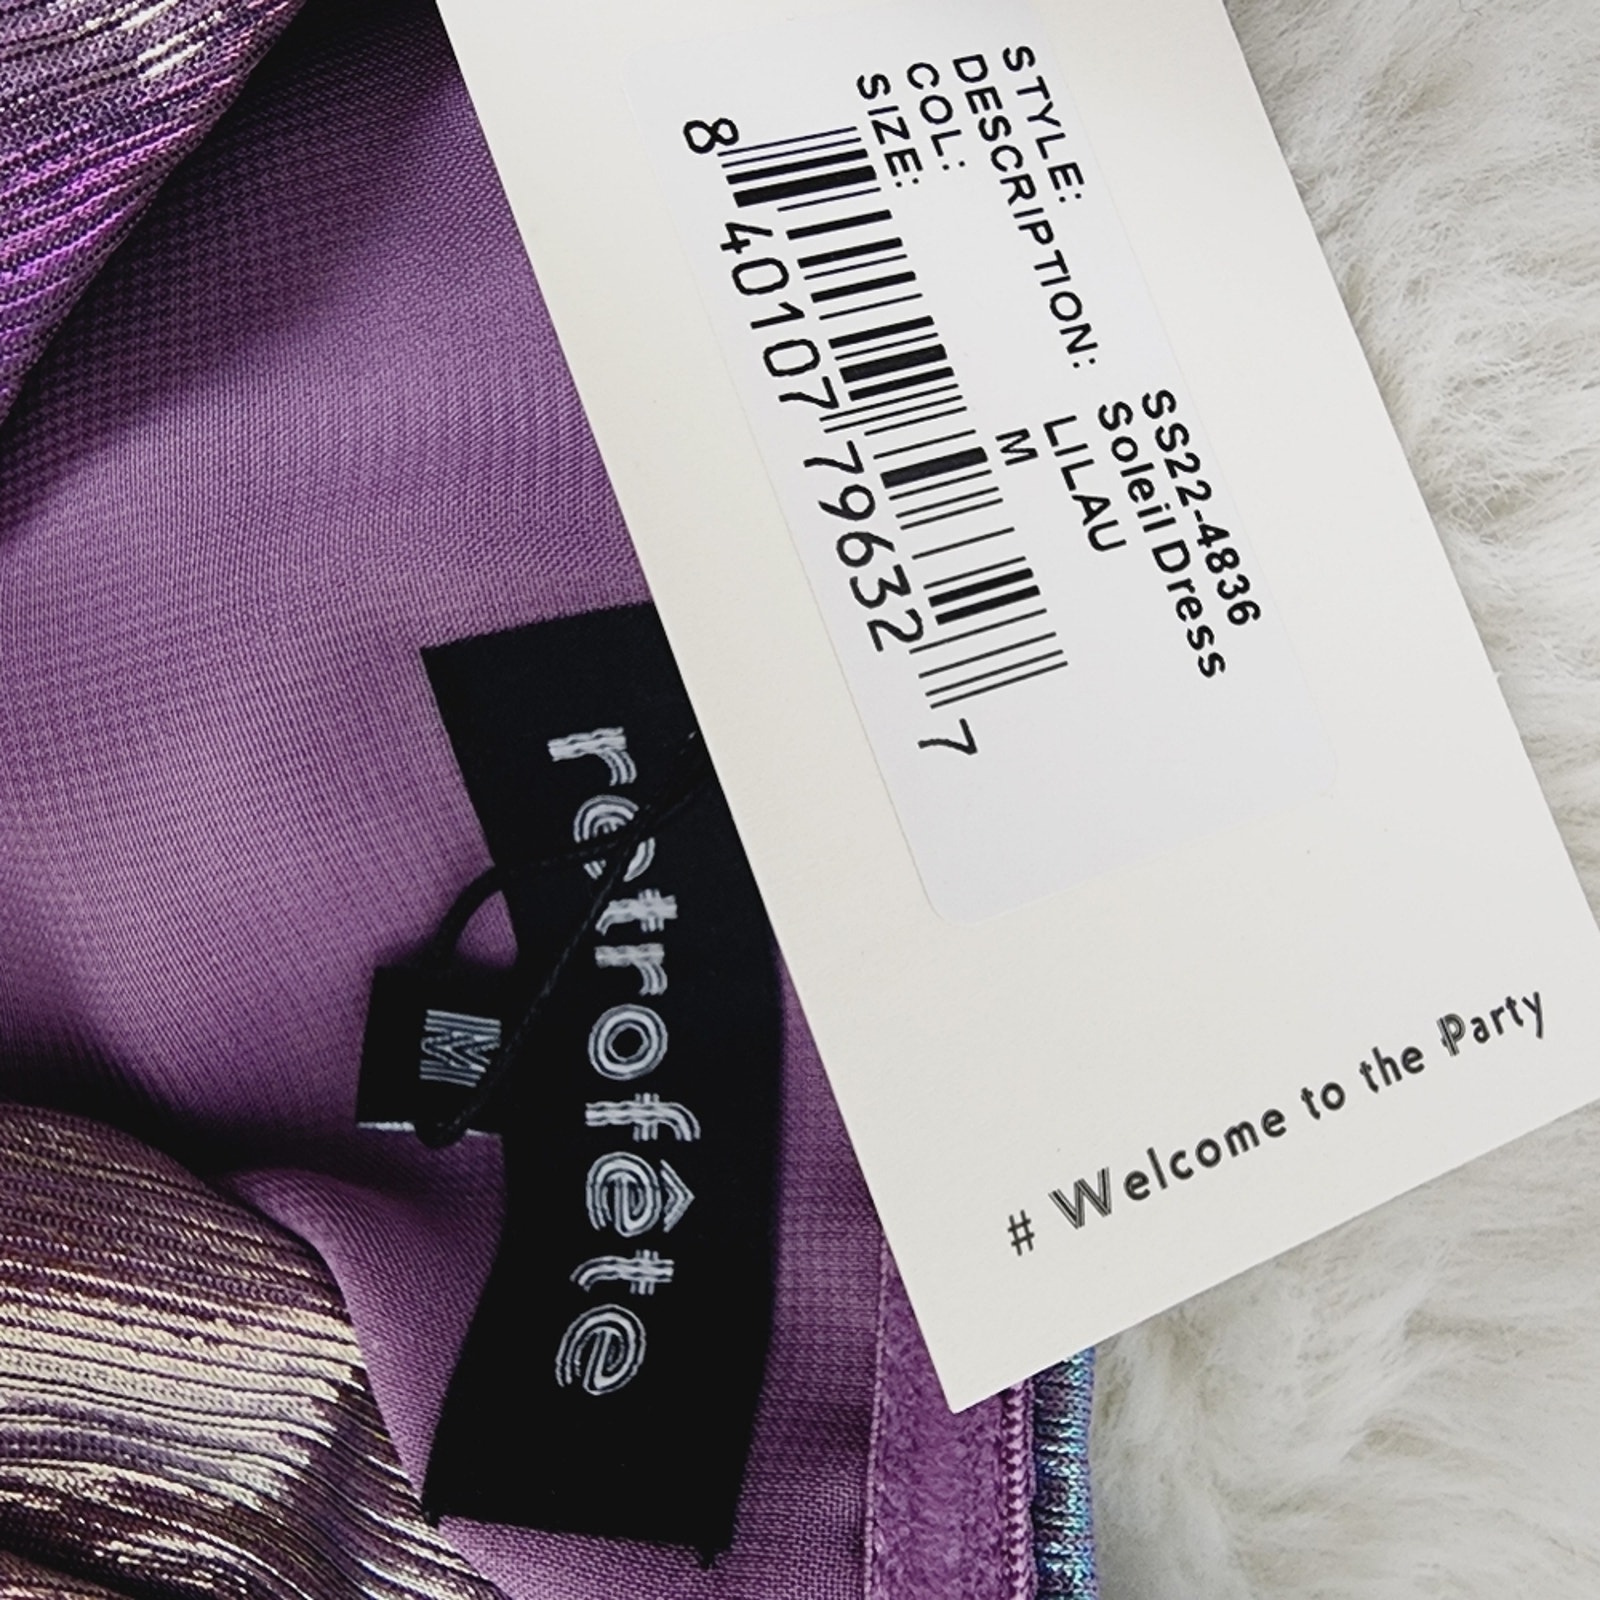 STYLE: SS22-4836
DESCRIPTION: Soleil Dress
COL: LILAU
SIZE: M
8 40107 79632 7
# Welcome to the Party
retrofête
M